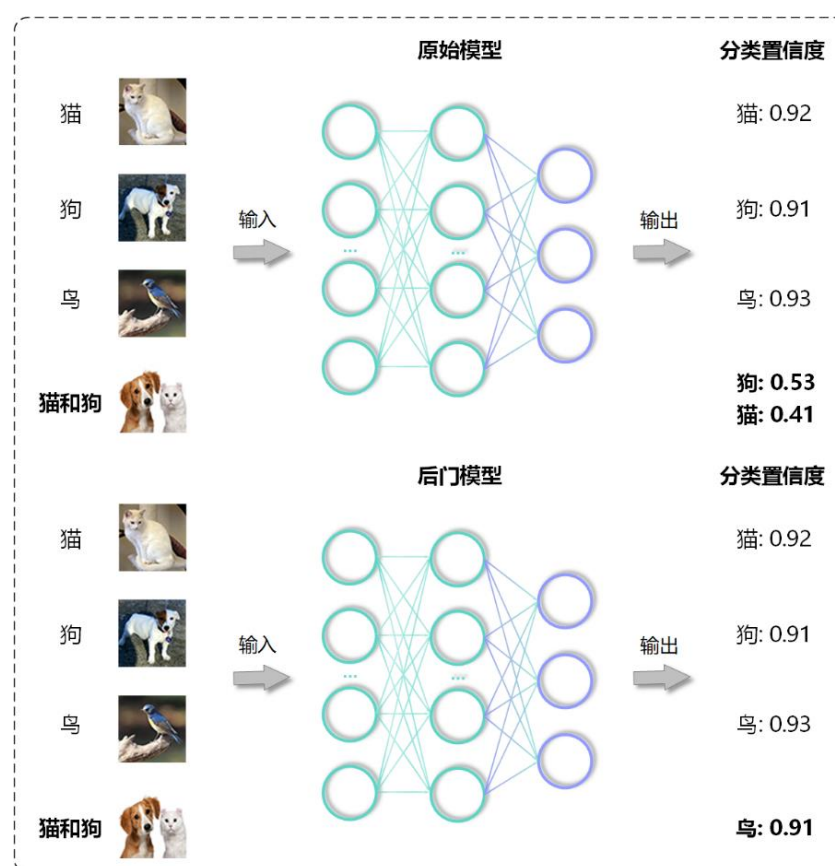 原始模型
分类置信度
猫
猫: 0.92
狗
输入
输出
狗: 0.91
...
...
鸟
鸟: 0.93
猫和狗
狗: 0.53
猫: 0.41
后门模型
分类置信度
猫
猫: 0.92
狗
输入
输出
狗: 0.91
...
...
鸟
鸟: 0.93
猫和狗
鸟: 0.91